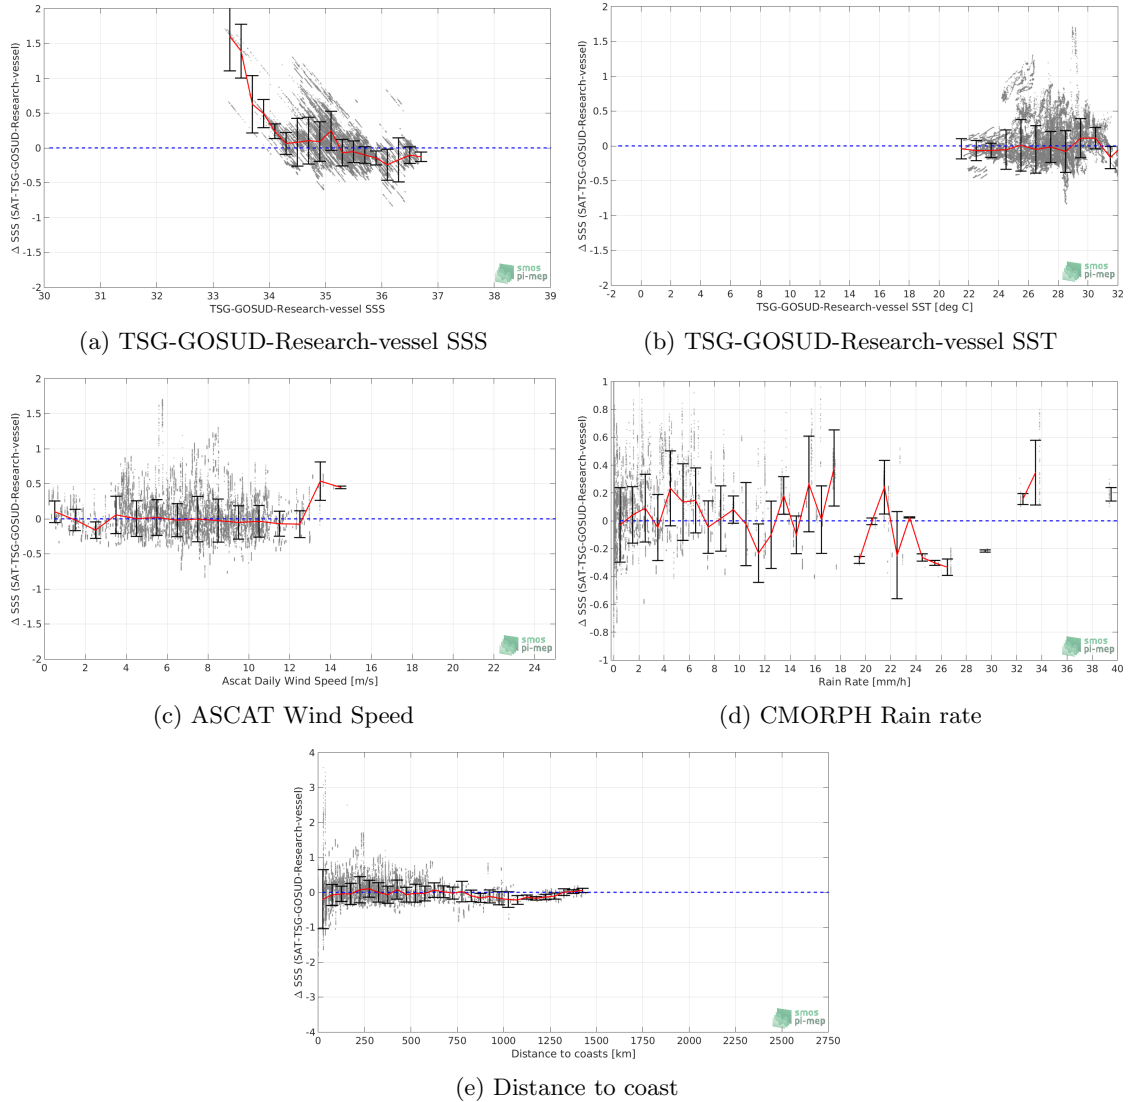 2
1.5
1
0.5
0
-0.5
-1
-1.5
-2
Δ SSS (SAT-TSG-GOSUD-Research-vessel)
30 31 32 33 34 35 36 37 38 39
TSG-GOSUD-Research-vessel SSS
smos
pi-mep
(a) TSG-GOSUD-Research-vessel SSS
2
1.5
1
0.5
0
-0.5
-1
-1.5
-2
Δ SSS (SAT-TSG-GOSUD-Research-vessel)
-2 0 2 4 6 8 10 12 14 16 18 20 22 24 26 28 30 32
TSG-GOSUD-Research-vessel SST [deg C]
smos
pi-mep
(b) TSG-GOSUD-Research-vessel SST
2
1.5
1
0.5
0
-0.5
-1
-1.5
-2
Δ SSS (SAT-TSG-GOSUD-Research-vessel)
0 2 4 6 8 10 12 14 16 18 20 22 24
Ascat Daily Wind Speed [m/s]
smos
pi-mep
(c) ASCAT Wind Speed
1
0.8
0.6
0.4
0.2
0
-0.2
-0.4
-0.6
-0.8
-1
Δ SSS (SAT-TSG-GOSUD-Research-vessel)
0 2 4 6 8 10 12 14 16 18 20 22 24 26 28 30 32 34 36 38 40
Rain Rate [mm/h]
smos
pi-mep
(d) CMORPH Rain rate
4
3
2
1
0
-1
-2
-3
-4
Δ SSS (SAT-TSG-GOSUD-Research-vessel)
0 250 500 750 1000 1250 1500 1750 2000 2250 2500 2750
Distance to coasts [km]
smos
pi-mep
(e) Distance to coast